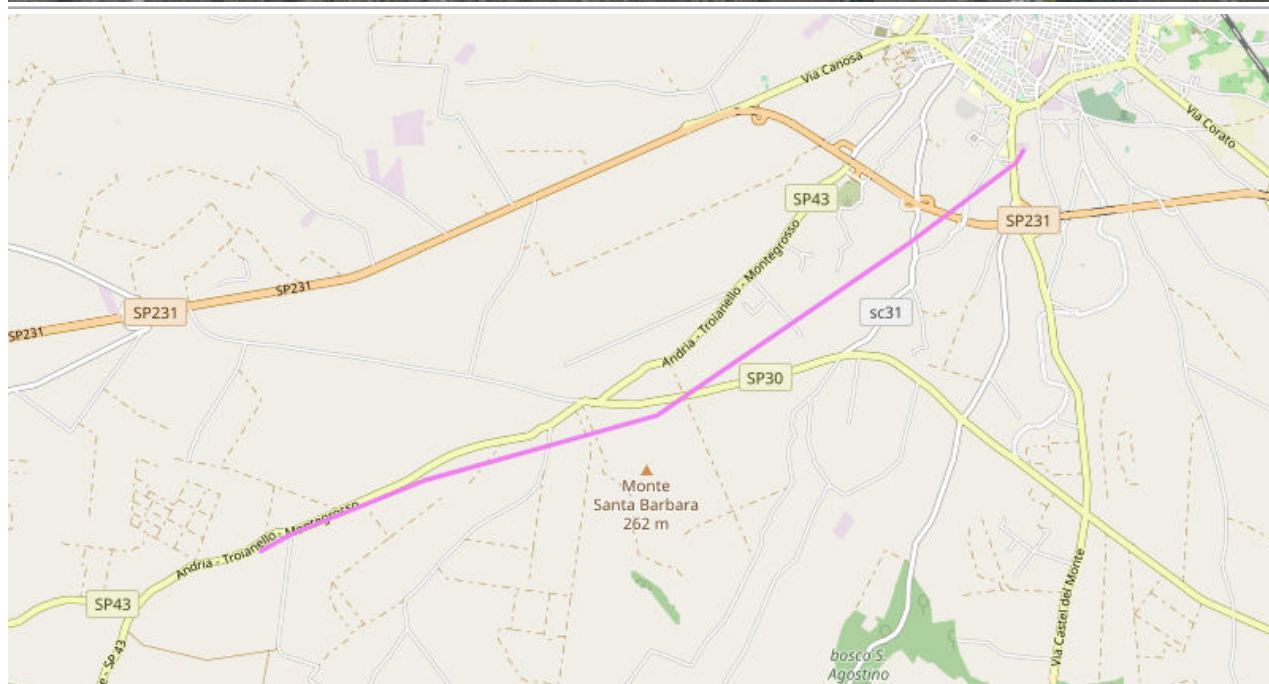 Via Canosa
Via Corato
SP43
SP231
SP231
SP231
SP231
Andria - Troianello - Montegrosso
sc31
SP30
Monte
Santa Barbara
262 m
Andria - Troianello - Montegrosso
SP43
e - SP 43
Via Castel del Monte
bosco S.
Agostino